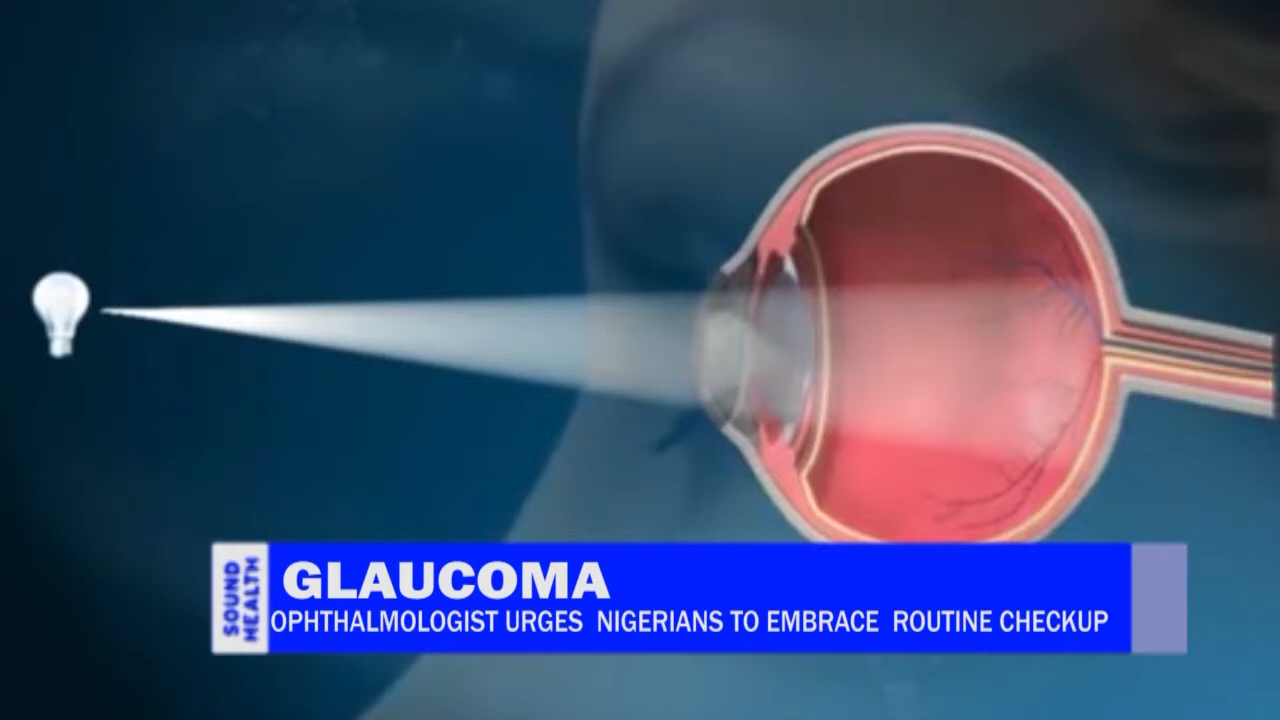 SOUND
HEALTH
GLAUCOMA
OPHTHALMOLOGIST URGES NIGERIANS TO EMBRACE ROUTINE CHECKUP